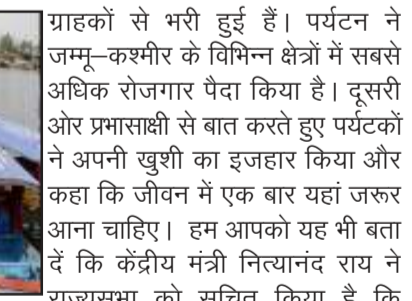 ग्राहकों से भरी हुई हैं। पर्यटन ने
जम्मू–कश्मीर के विभिन्न क्षेत्रों में सबसे
अधिक रोजगार पैदा किया है। दूसरी
ओर प्रभासाक्षी से बात करते हुए पर्यटकों
ने अपनी खुशी का इजहार किया और
कहा कि जीवन में एक बार यहां जरूर
आना चाहिए। हम आपको यह भी बता
दें कि केंद्रीय मंत्री नित्यानंद राय ने
राज्यसभा को सूचित किया है कि